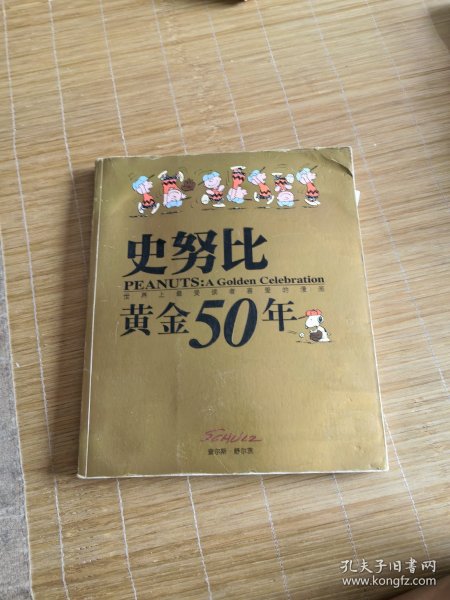 史努比
PEANUTS: A Golden Celebration
世界上最受读者喜爱的漫画
黄金50年
SCHULZ
查尔斯·舒尔茨
孔夫子旧书网
www.kongfz.com